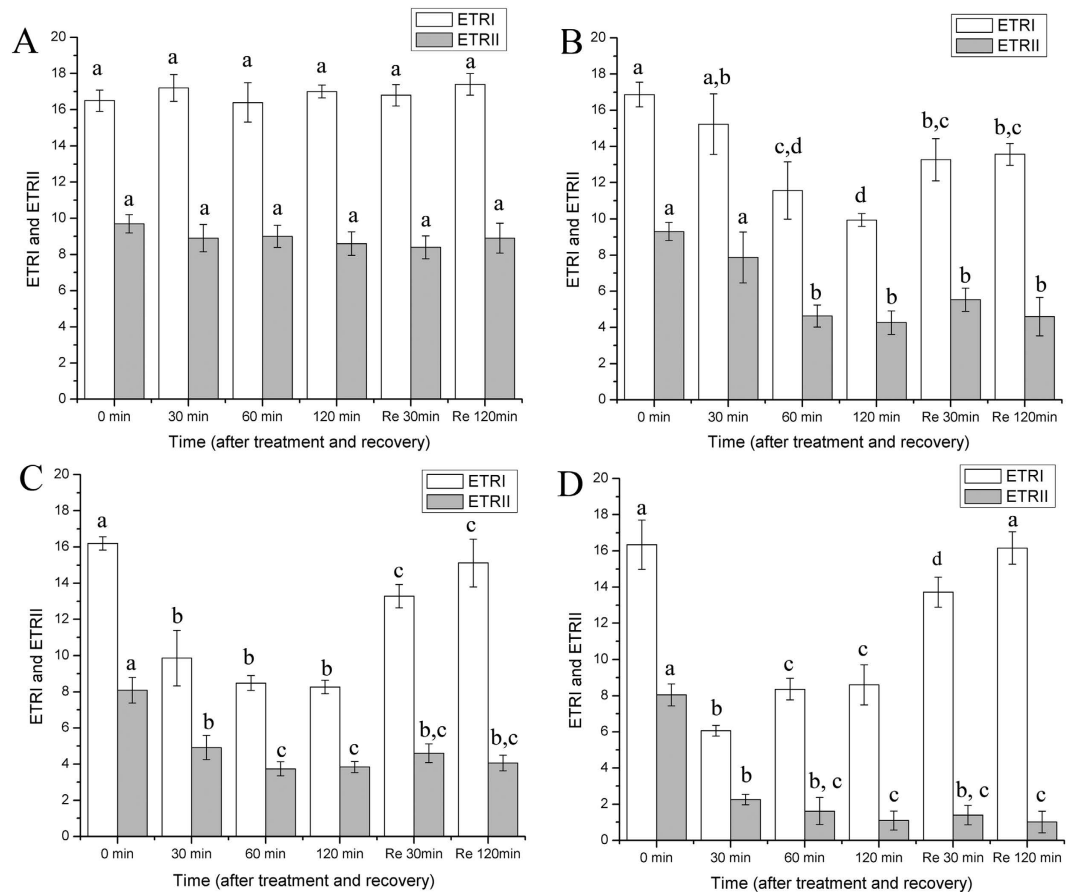 A
ETRI
ETRII
ETRI and ETRII
20
18
16
14
12
10
8
6
4
2
0
a a a a a a
a a a a a a
0 min 30 min 60 min 120 min Re 30min Re 120min
Time (after treatment and recovery)
B
ETRI
ETRII
ETRI and ETRII
20
18
16
14
12
10
8
6
4
2
0
a a,b c,d d b,c b,c
a a b b b b
0 min 30 min 60 min 120 min Re 30min Re 120min
Time (after treatment and recovery)
C
ETRI
ETRII
ETRI and ETRII
20
18
16
14
12
10
8
6
4
2
0
a b b b c c
a b c c b,c b,c
0 min 30 min 60 min 120 min Re 30min Re 120min
Time (after treatment and recovery)
D
ETRI
ETRII
ETRI and ETRII
20
18
16
14
12
10
8
6
4
2
0
a b c c d a
a b b, c c b, c c
0 min 30 min 60 min 120 min Re 30 min Re 120 min
Time (after treatment and recovery)